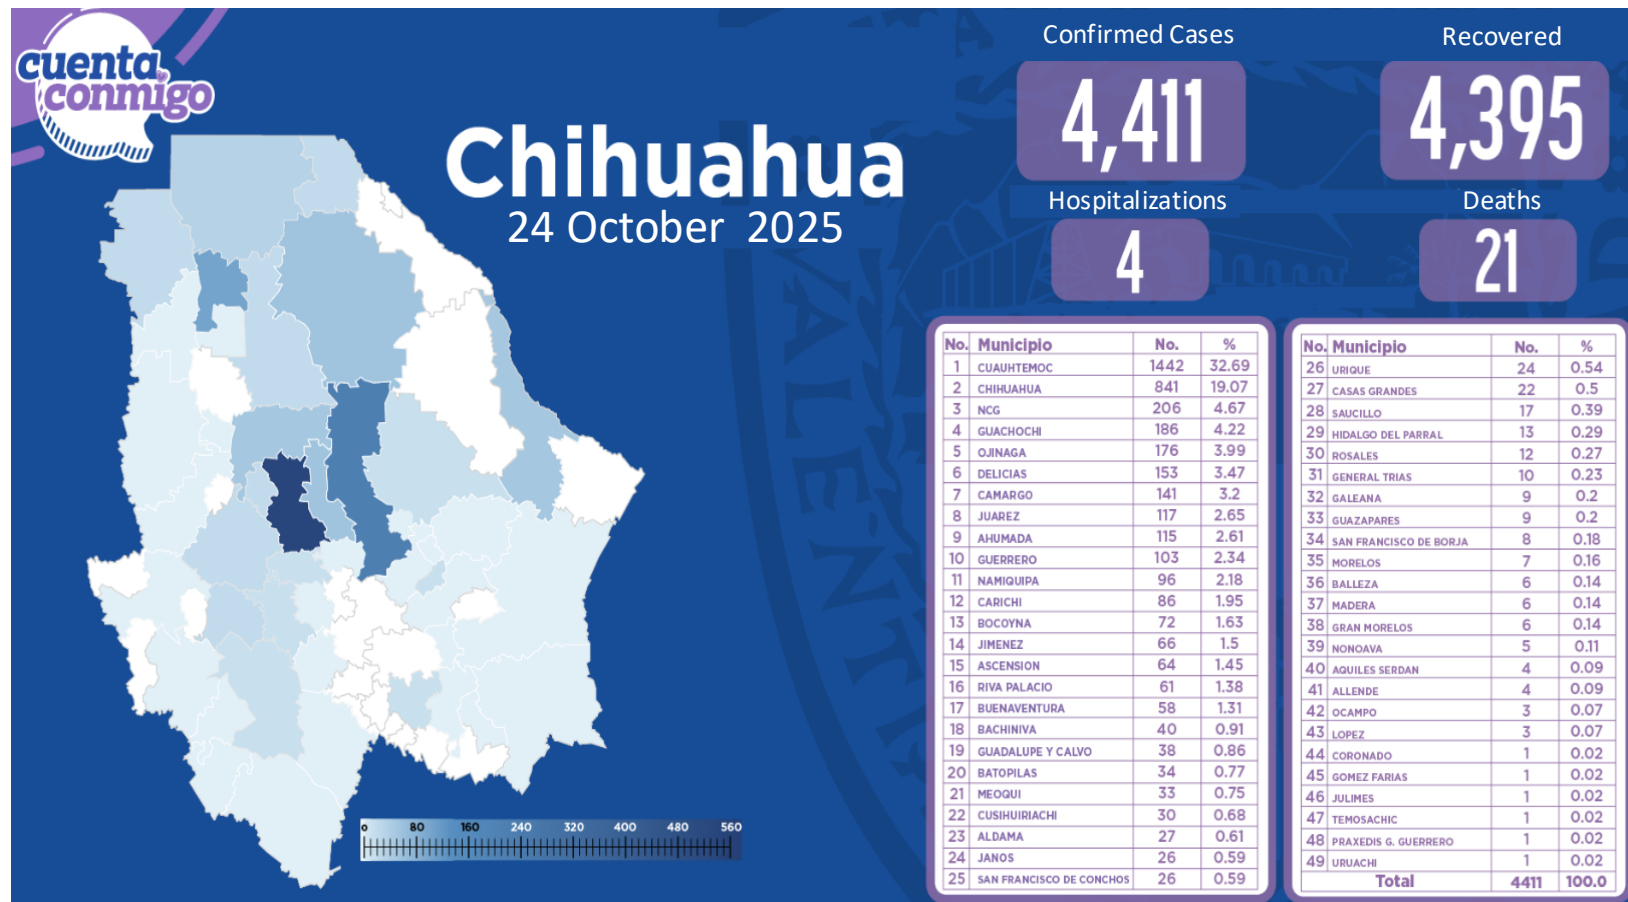 cuenta
conmigo
Chihuahua
24 October 2025
Confirmed Cases
4,411
Recovered
4,395
Hospitalizations
4
Deaths
21
0 80 160 240 320 400 480 560
No. Municipio No. %
1 CUAUHTEMOC 1442 32.69
2 CHIHUAHUA 841 19.07
3 NCG 206 4.67
4 GUACHOCHI 186 4.22
5 OJINAGA 176 3.99
6 DELICIAS 153 3.47
7 CAMARGO 141 3.2
8 JUAREZ 117 2.65
9 AHUMADA 115 2.61
10 GUERRERO 103 2.34
11 NAMIQUIPA 96 2.18
12 CARICHI 86 1.95
13 BOCOYNA 72 1.63
14 JIMENEZ 66 1.5
15 ASCENSION 64 1.45
16 RIVA PALACIO 61 1.38
17 BUENAVENTURA 58 1.31
18 BACHINIVA 40 0.91
19 GUADALUPE Y CALVO 38 0.86
20 BATOPILAS 34 0.77
21 MEOQUI 33 0.75
22 CUSIHUIRIACHI 30 0.68
23 ALDAMA 27 0.61
24 JANOS 26 0.59
25 SAN FRANCISCO DE CONCHOS 26 0.59
No. Municipio No. %
26 URIQUE 24 0.54
27 CASAS GRANDES 22 0.5
28 SAUCILLO 17 0.39
29 HIDALGO DEL PARRAL 13 0.29
30 ROSALES 12 0.27
31 GENERAL TRIAS 10 0.23
32 GALEANA 9 0.2
33 GUAZAPARES 9 0.2
34 SAN FRANCISCO DE BORJA 8 0.18
35 MORELOS 7 0.16
36 BALLEZA 6 0.14
37 MADERA 6 0.14
38 GRAN MORELOS 6 0.14
39 NONOAVA 5 0.11
40 AQUILES SERDAN 4 0.09
41 ALLENDE 4 0.09
42 OCAMPO 3 0.07
43 LOPEZ 3 0.07
44 CORONADO 1 0.02
45 GOMEZ FARIAS 1 0.02
46 JULIMES 1 0.02
47 TEMOSACHIC 1 0.02
48 PRAXEDIS G. GUERRERO 1 0.02
49 URUACHI 1 0.02
Total 4411 100.0